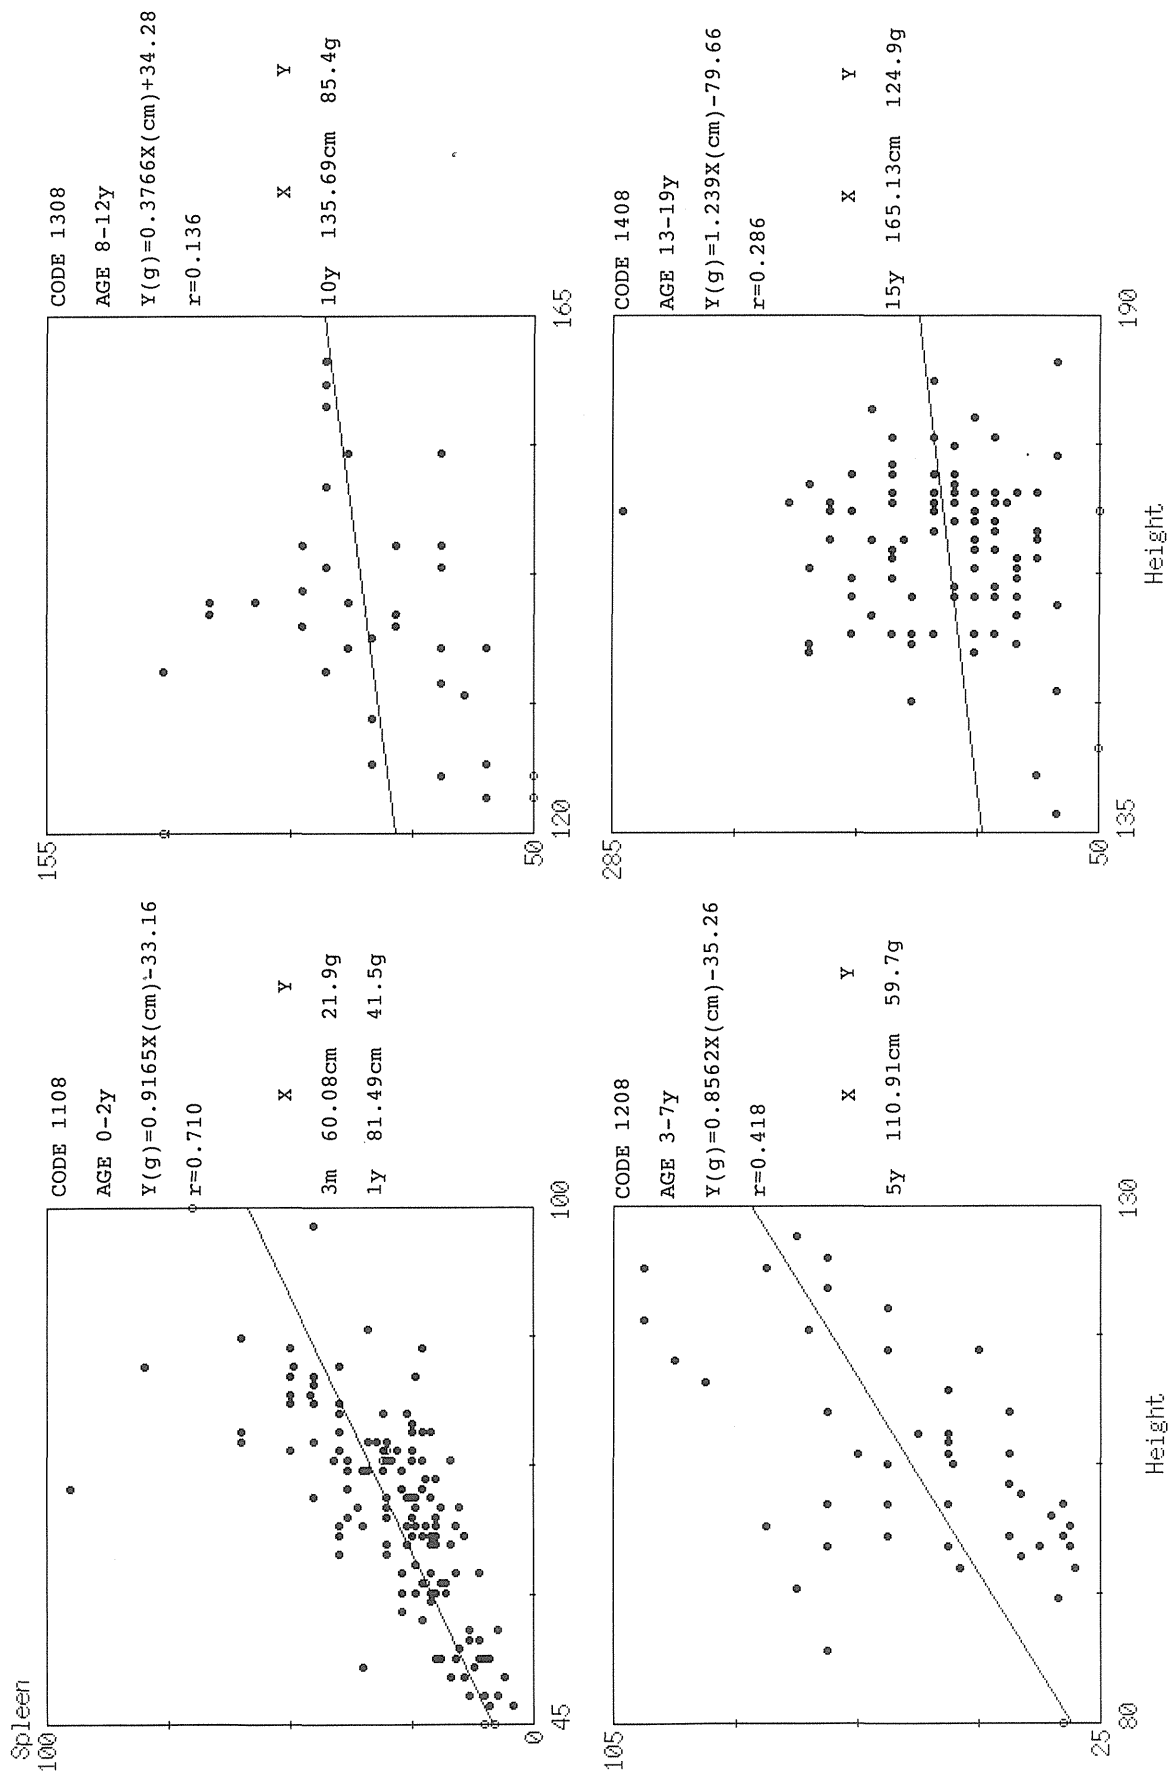 Spleen
100
0
45
100
CODE 1108
AGE 0-2y
Y(g)=0.9165X(cm)-33.16
r=0.710
X Y
3m 60.08cm 21.9g
1y 81.49cm 41.5g
155
50
120
165
CODE 1308
AGE 8-12y
Y(g)=0.3766X(cm)+34.28
r=0.136
X Y
10y 135.69cm 85.4g
105
25
80
130
Height
CODE 1208
AGE 3-7y
Y(g)=0.8562X(cm)-35.26
r=0.418
X Y
5y 110.91cm 59.7g
285
50
135
190
Height
CODE 1408
AGE 13-19y
Y(g)=1.239X(cm)-79.66
r=0.286
X Y
15y 165.13cm 124.9g